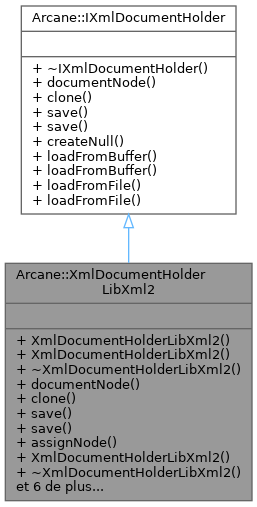 Arcane::IXmlDocumentHolder
+ ~IXmlDocumentHolder()
+ documentNode()
+ clone()
+ save()
+ save()
+ createNull()
+ loadFromBuffer()
+ loadFromBuffer()
+ loadFromFile()
+ loadFromFile()
Arcane::XmlDocumentHolder
LibXml2
+ XmlDocumentHolderLibXml2()
+ XmlDocumentHolderLibXml2()
+ ~XmlDocumentHolderLibXml2()
+ documentNode()
+ clone()
+ save()
+ save()
+ assignNode()
+ XmlDocumentHolderLibXml2()
+ ~XmlDocumentHolderLibXml2()
et 6 de plus...